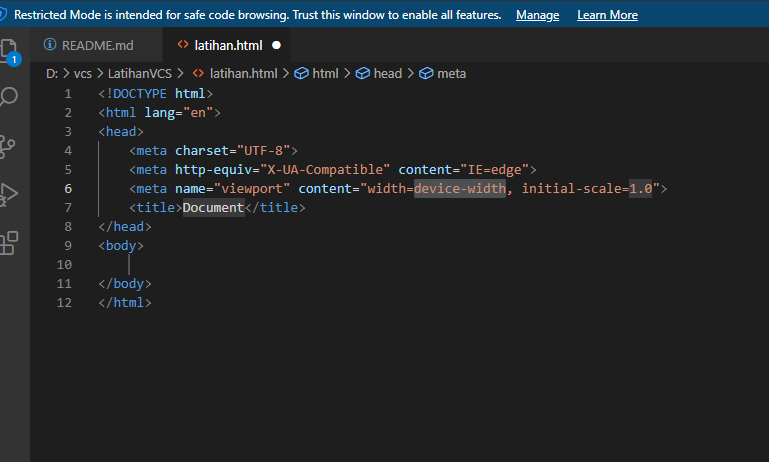 Restricted Mode is intended for safe code browsing. Trust this window to enable all features. Manage Learn More
README.md latihan.html
1
D: > vcs > LatihanVCS > latihan.html > html > head > meta
1 <!DOCTYPE html>
2 <html lang="en">
3 <head>
4 <meta charset="UTF-8">
5 <meta http-equiv="X-UA-Compatible" content="IE=edge">
6 <meta name="viewport" content="width=device-width, initial-scale=1.0">
7 <title>Document</title>
8 </head>
9 <body>
10
11 </body>
12 </html>